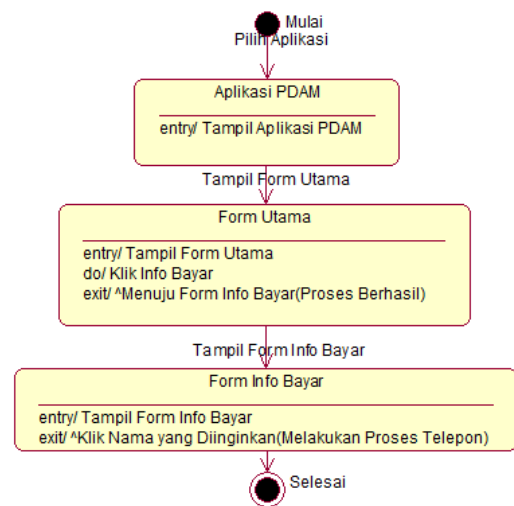 Mulai
Pilih Aplikasi
Aplikasi PDAM
entry/ Tampil Aplikasi PDAM
Tampil Form Utama
Form Utama
entry/ Tampil Form Utama
do/ Klik Info Bayar
exit/ ^Menuju Form Info Bayar(Proses Berhasil)
Tampil Form Info Bayar
Form Info Bayar
entry/ Tampil Form Info Bayar
exit/ ^Klik Nama yang Diinginkan(Melakukan Proses Telepon)
Selesai